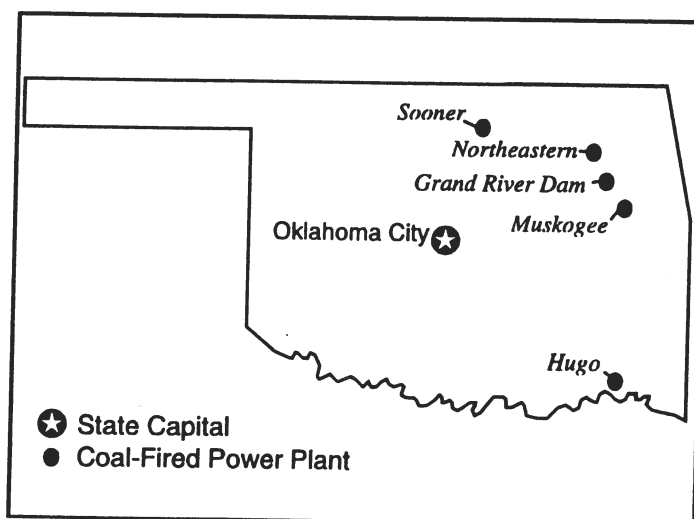 Sooner
Northeastern
Grand River Dam
Muskogee
Oklahoma City
Hugo
State Capital
Coal-Fired Power Plant